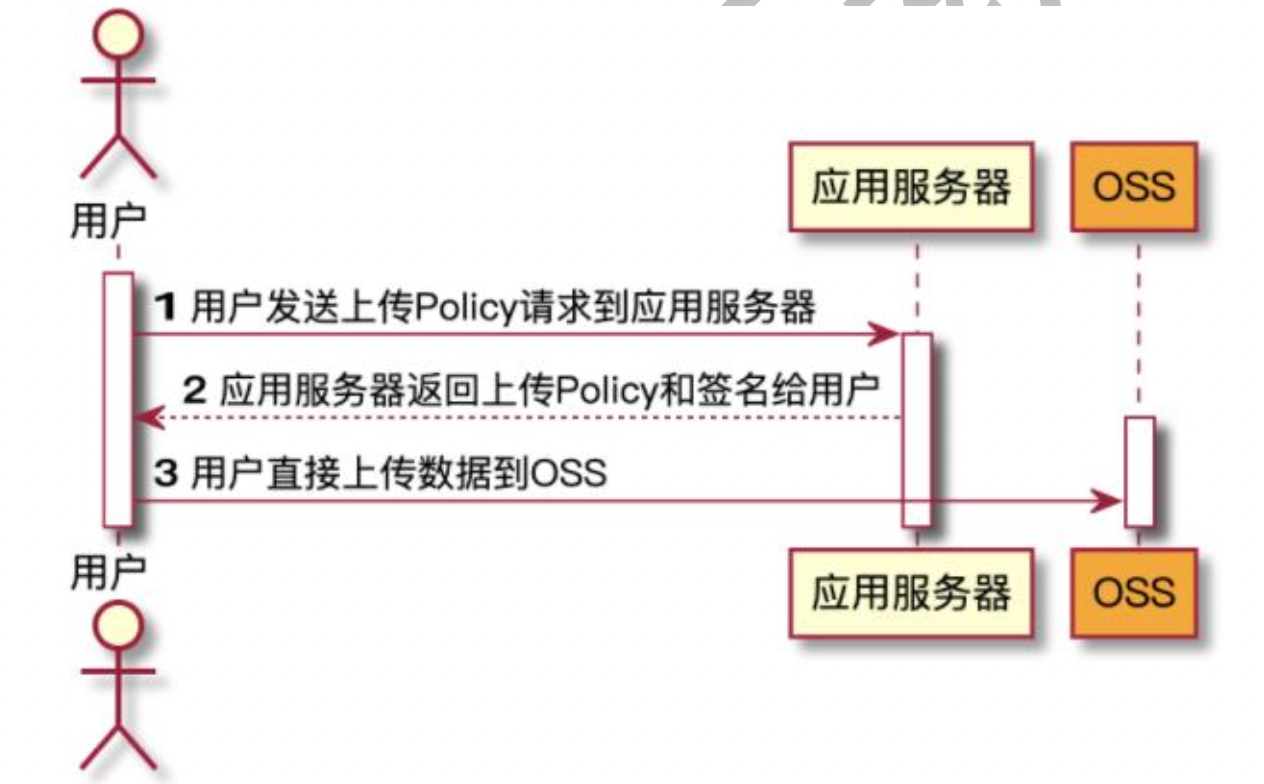 用户
应用服务器
OSS
1 用户发送上传Policy请求到应用服务器
2 应用服务器返回上传Policy和签名给用户
3 用户直接上传数据到OSS
用户
应用服务器
OSS